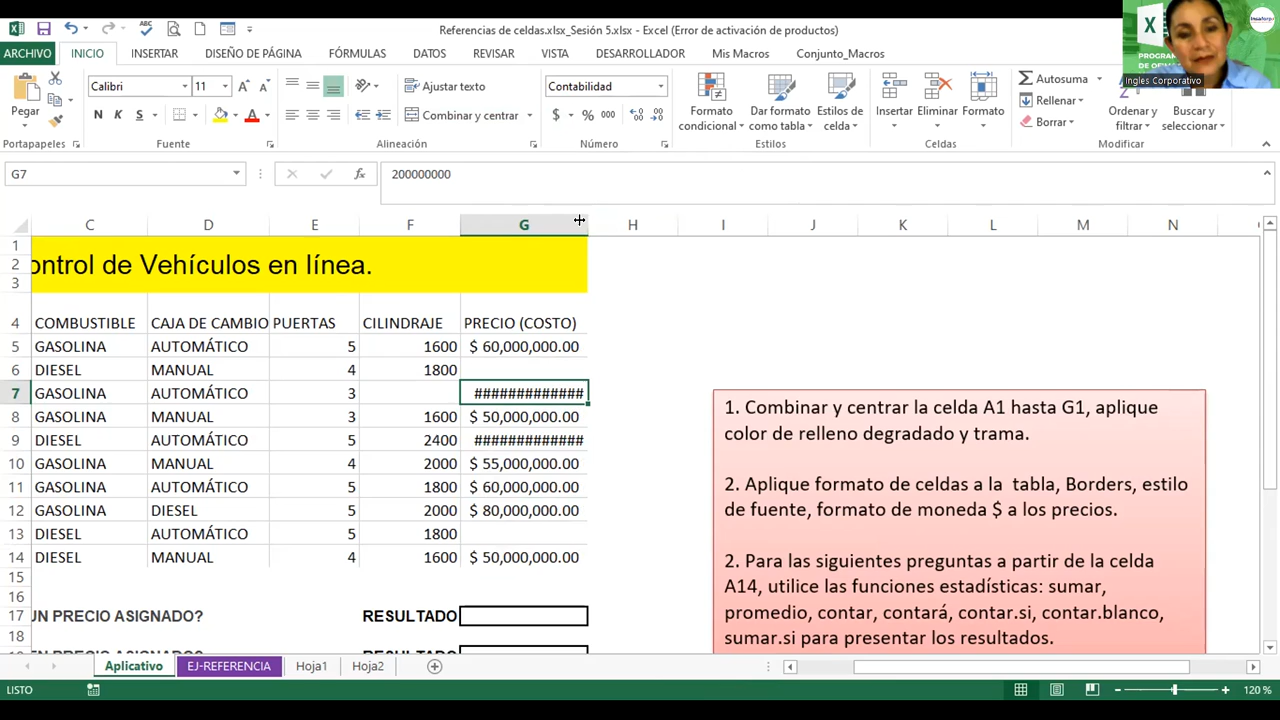 Referencias de celdas.xlsx_Sesión 5.xlsx - Excel (Error de activación de productos)
ARCHIVO INICIO INSERTAR DISEÑO DE PÁGINA FÓRMULAS DATOS REVISAR VISTA DESARROLLADOR Mis Macros Conjunto_Macros
PROGRAM
DE OFIM
Ingles Corporativo
Insaforp
Calibri 11 Ajustar texto Contabilidad Autosuma
Pegar N K S Combinar y centrar $ % 000 Formato condicional Dar formato como tabla Estilos de celda Insertar Eliminar Formato Rellenar Borrar Ordenar y filtrar Buscar y seleccionar
Portapapeles Fuente Alineación Número Estilos Celdas Modificar
G7 fx 200000000
C D E F G H I J K L M N
1
2 ontrol de Vehículos en línea.
3
4 COMBUSTIBLE CAJA DE CAMBIO PUERTAS CILINDRAJE PRECIO (COSTO)
5 GASOLINA AUTOMÁTICO 5 1600 $ 60,000,000.00
6 DIESEL MANUAL 4 1800
7 GASOLINA AUTOMÁTICO 3 #############
8 GASOLINA MANUAL 3 1600 $ 50,000,000.00
9 DIESEL AUTOMÁTICO 5 2400 #############
10 GASOLINA MANUAL 4 2000 $ 55,000,000.00
11 GASOLINA AUTOMÁTICO 5 1800 $ 60,000,000.00
12 GASOLINA DIESEL 5 2000 $ 80,000,000.00
13 DIESEL AUTOMÁTICO 5 1800
14 DIESEL MANUAL 4 1600 $ 50,000,000.00
15
16
17 UN PRECIO ASIGNADO? RESULTADO
18
1. Combinar y centrar la celda A1 hasta G1, aplique
color de relleno degradado y trama.
2. Aplique formato de celdas a la tabla, Borders, estilo
de fuente, formato de moneda $ a los precios.
2. Para las siguientes preguntas a partir de la celda
A14, utilice las funciones estadísticas: sumar,
promedio, contar, contará, contar.si, contar.blanco,
sumar.si para presentar los resultados.
Aplicativo EJ-REFERENCIA Hoja1 Hoja2
LISTO 120 %